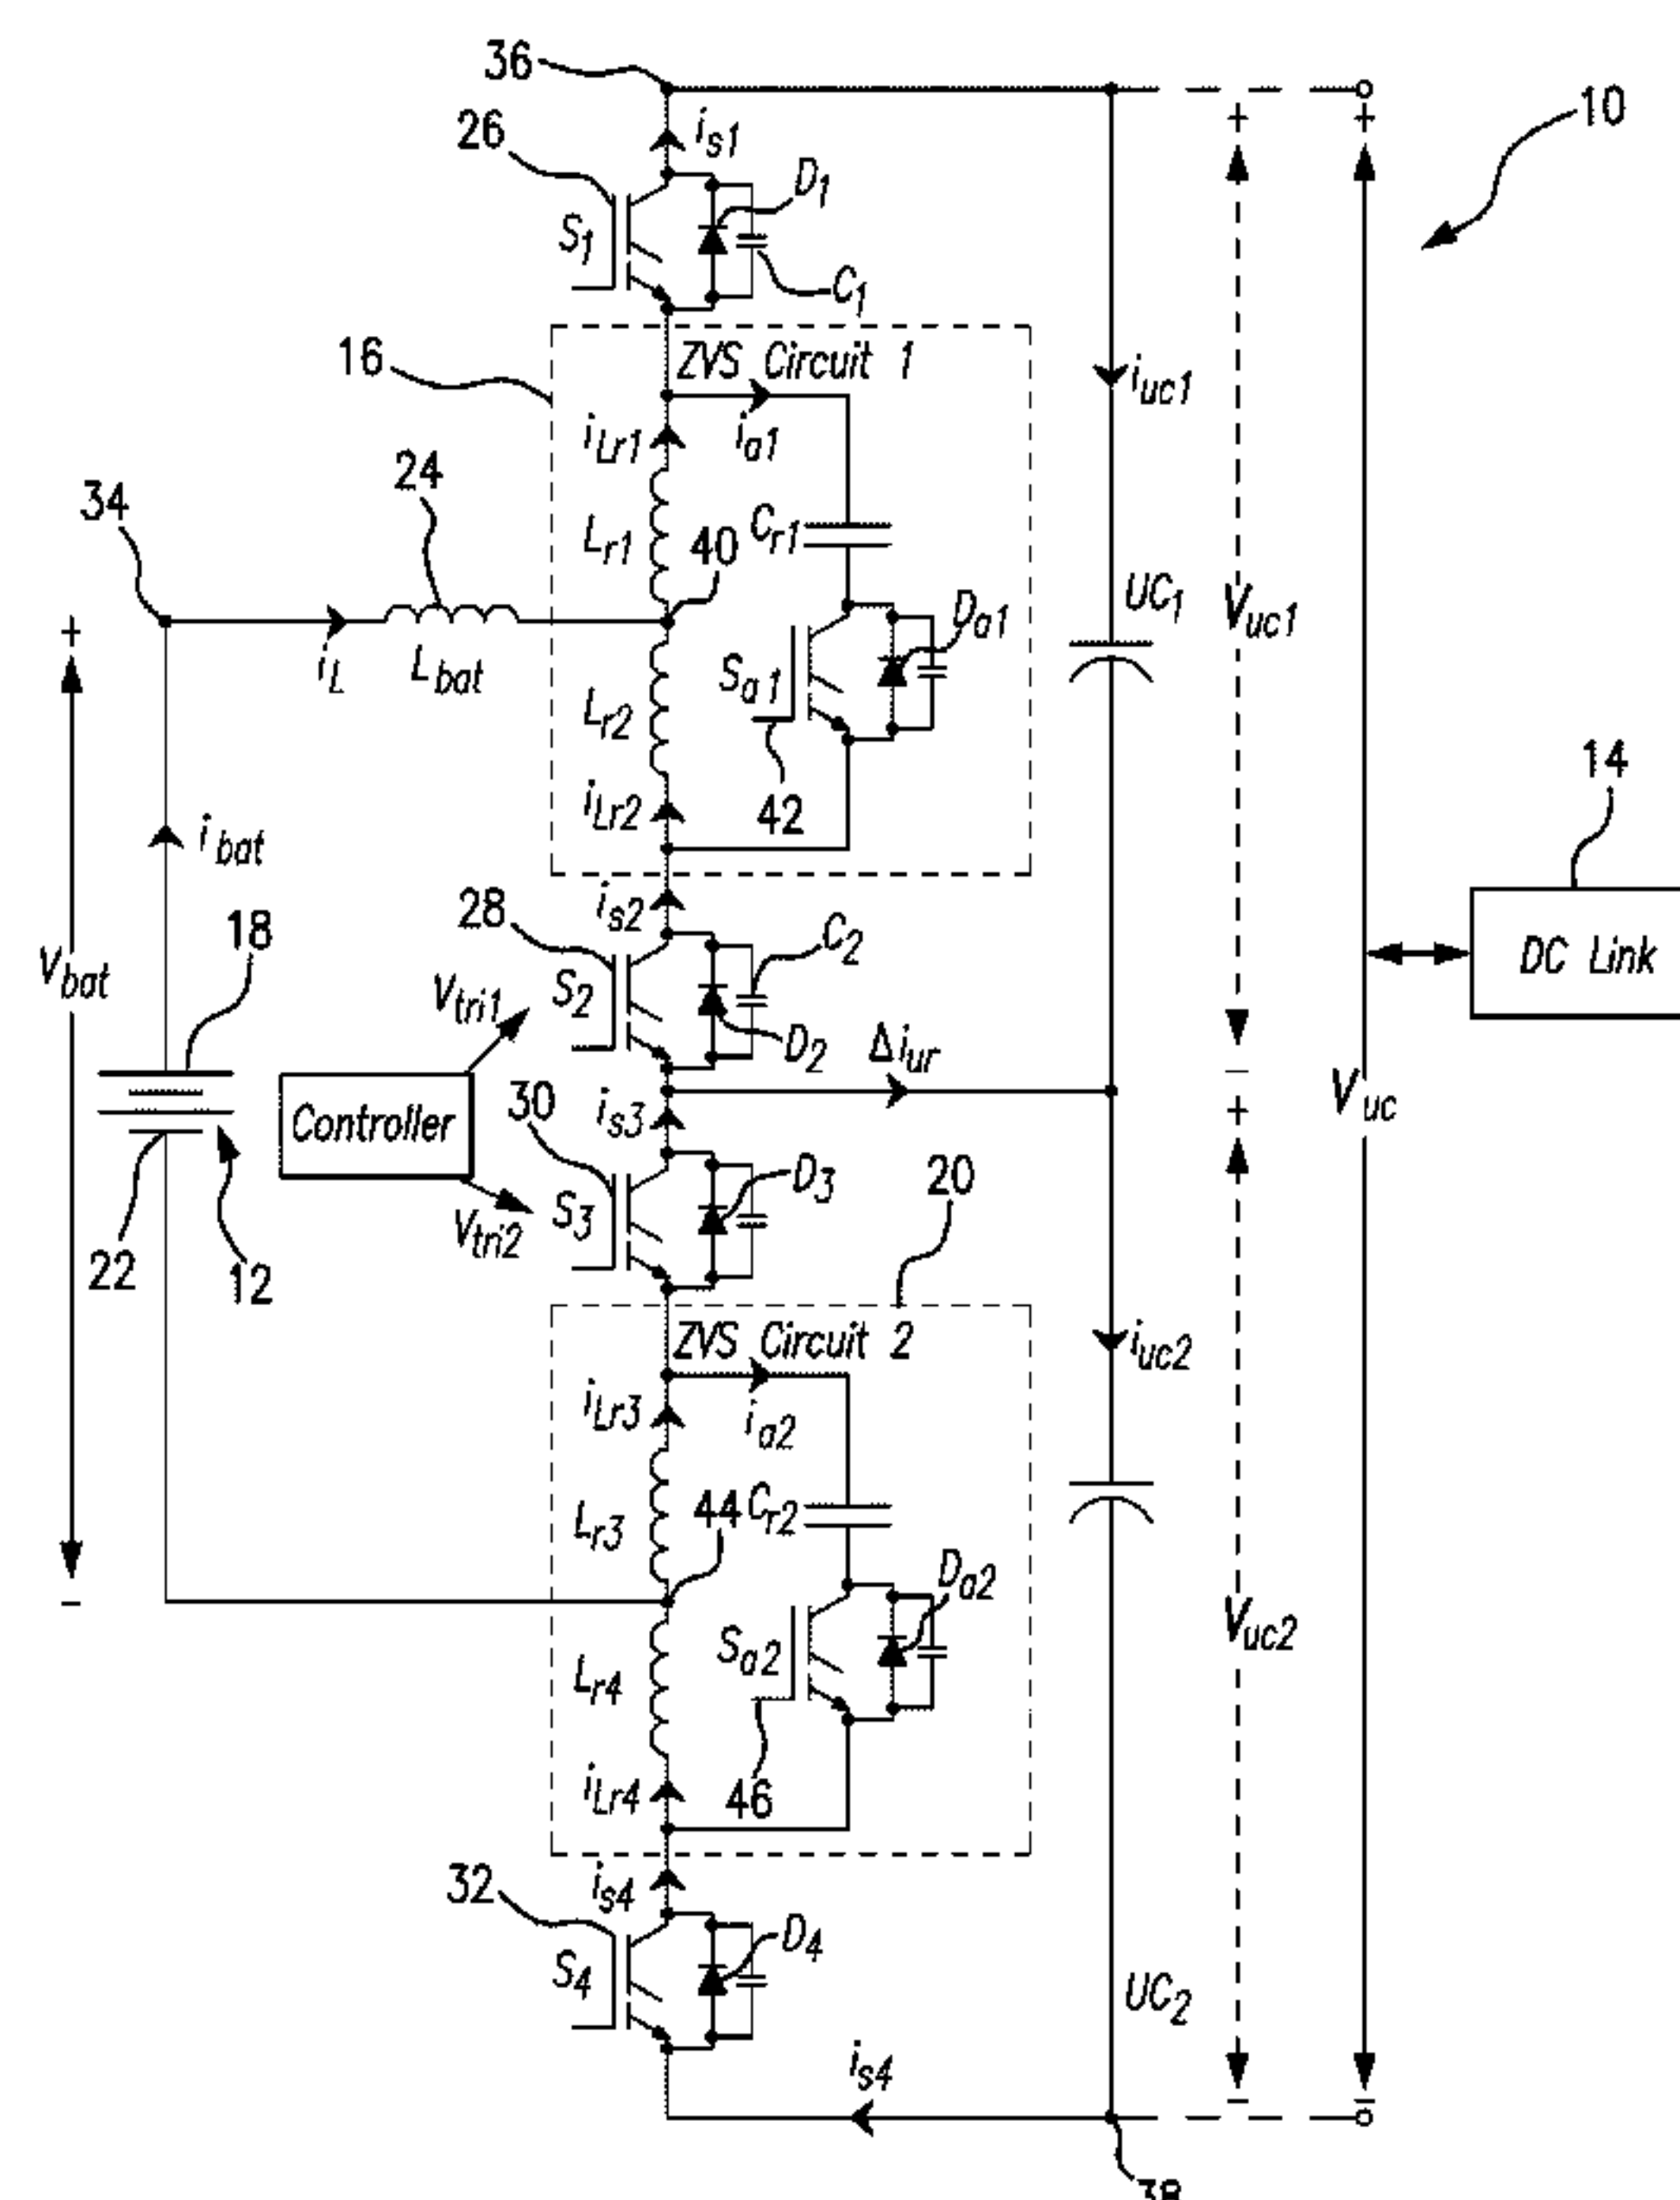 36
10
26
i_s1
D_1
S_1
C_1
ZVS Circuit 1
16
i_Lr1
i_a1
i_uc1
24
34
L_r1
C_r1
40
D_a1
UC_1
V_uc1
+
+
+
i_L
L_bat
S_a1
L_r2
14
i_Lr2
42
i_bat
18
28
i_s2
C_2
V_bat
V_tri1
S_2
DC Link
D_2
Δi_ur
V_uc
−
+
Controller
30
i_s3
20
D_3
S_3
V_tri2
22
12
ZVS Circuit 2
i_uc2
i_Lr3
i_a2
44
C_r2
L_r3
D_a2
−
S_a2
V_uc2
L_r4
i_Lr4
46
32
i_s4
D_4
S_4
UC_2
i_s4
−
−
38